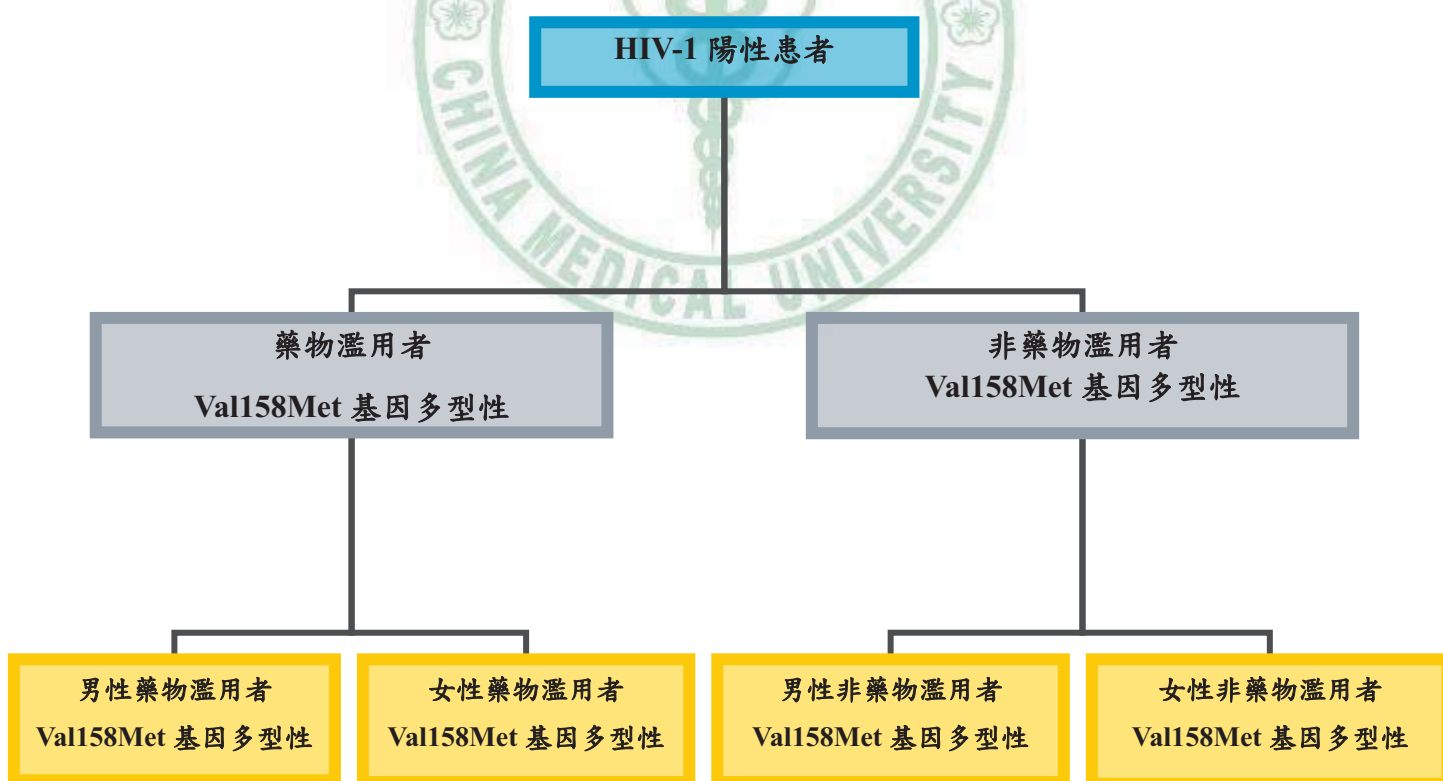 HIV-1 陽性患者
CHINA MEDICAL UNIVERSITY
藥物濫用者
Val158Met 基因多型性
非藥物濫用者
Val158Met 基因多型性
男性藥物濫用者
Val158Met 基因多型性
女性藥物濫用者
Val158Met 基因多型性
男性非藥物濫用者
Val158Met 基因多型性
女性非藥物濫用者
Val158Met 基因多型性